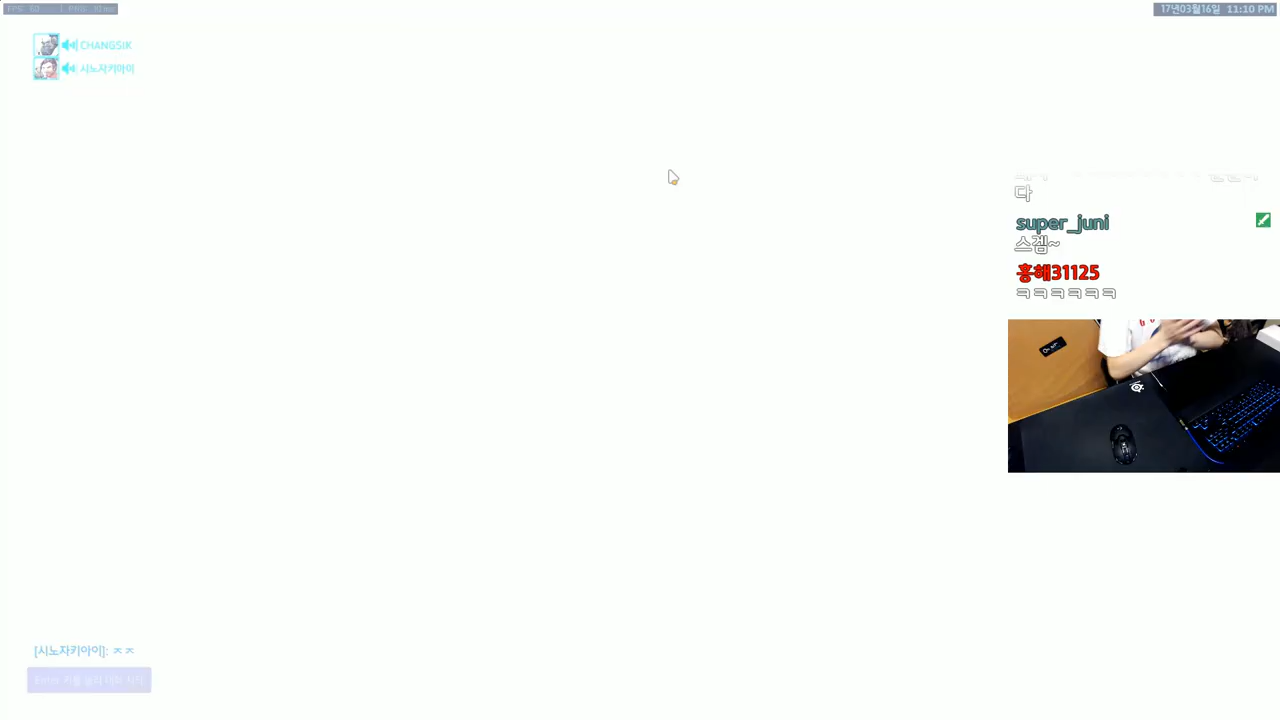 17년03월16일 11:10 PM
CHANGSIK
시노자키아이
다
super_juni
스겜~
홍해31125
ㅋㅋㅋㅋㅋㅋ
[시노자키아이]: ㅈㅈ